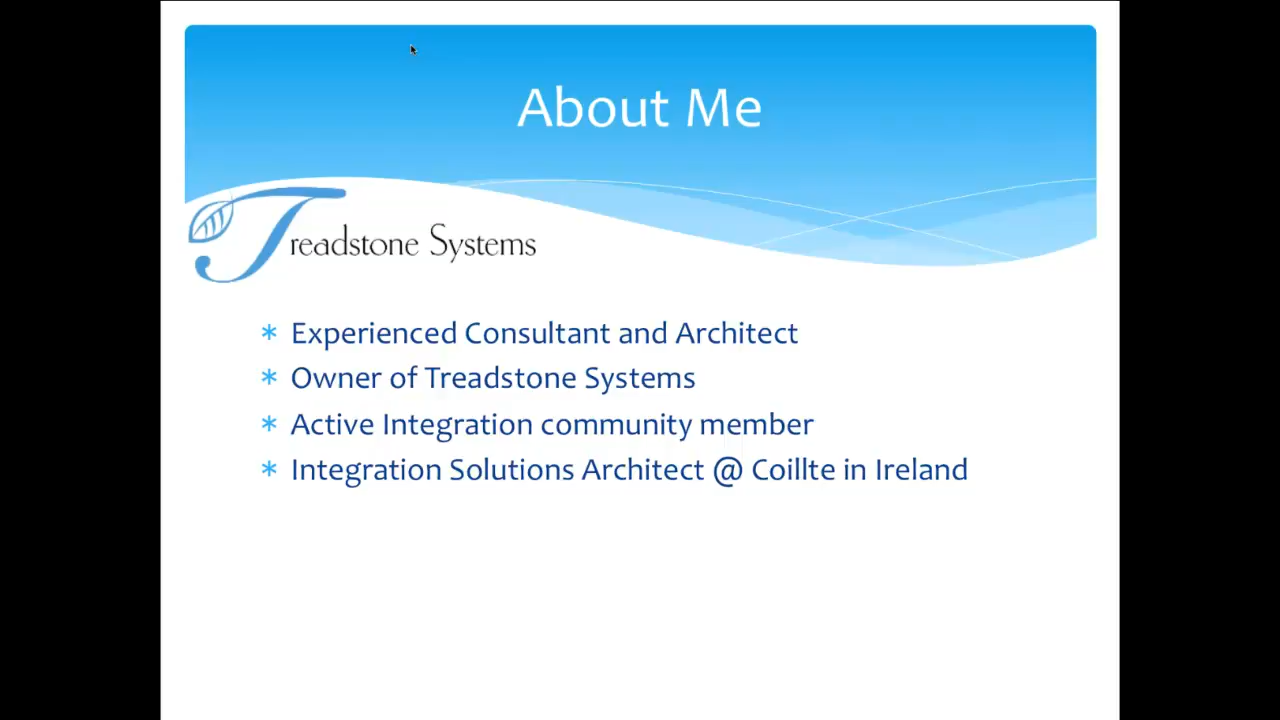 About Me
Treadstone Systems
* Experienced Consultant and Architect
* Owner of Treadstone Systems
* Active Integration community member
* Integration Solutions Architect @ Coillte in Ireland